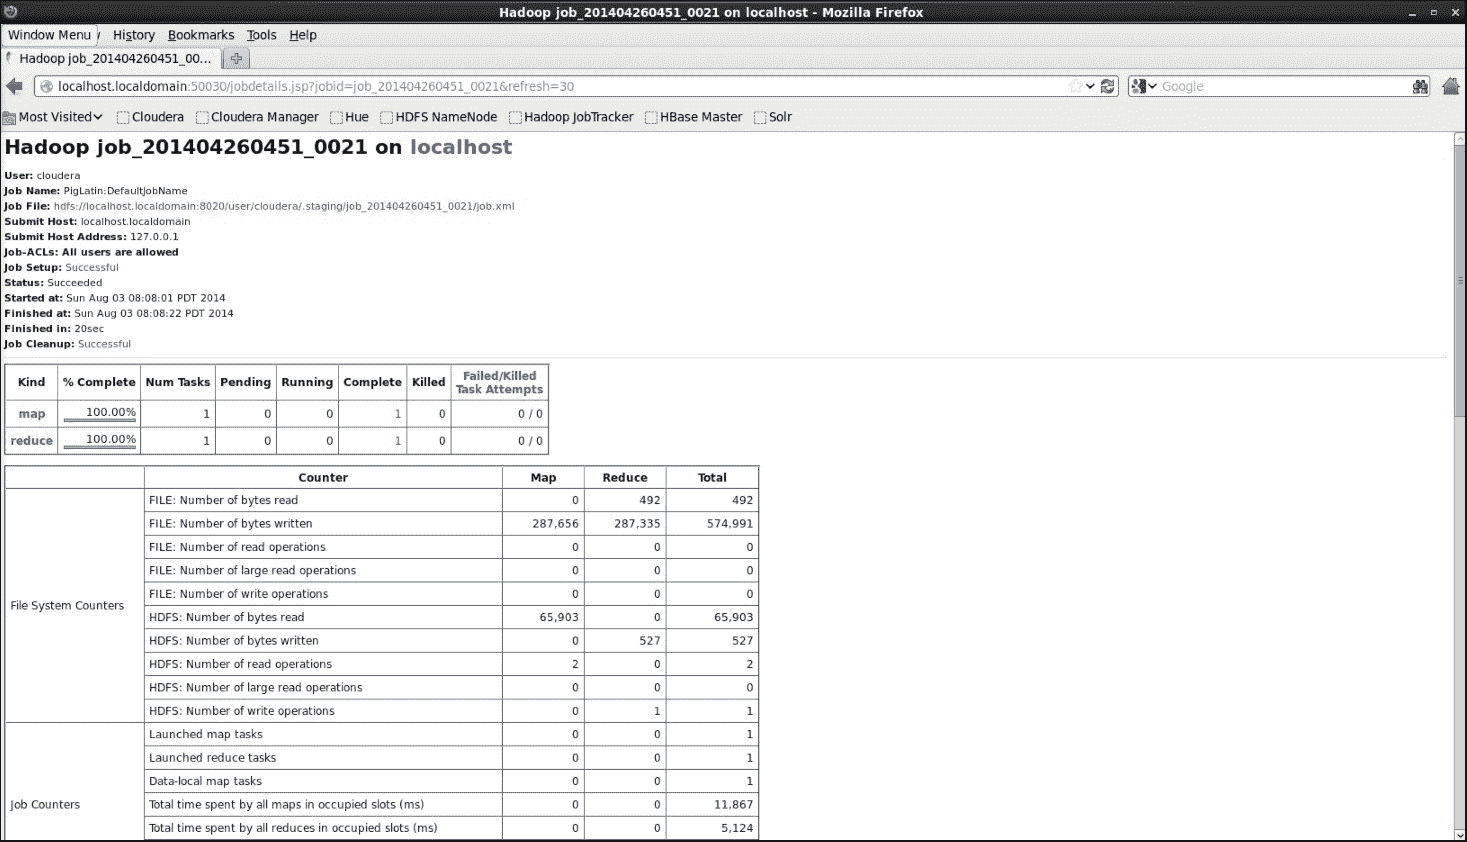 Hadoop job_201404260451_0021 on localhost - Mozilla Firefox
Window Menu History Bookmarks Tools Help
Hadoop job_201404260451_00...
localhost.localdomain:50030/jobdetails.jsp?jobid=job_201404260451_0021&refresh=30 Google
Most Visited Cloudera Cloudera Manager Hue HDFS NameNode Hadoop JobTracker HBase Master Solr
Hadoop job_201404260451_0021 on localhost
User: cloudera
Job Name: PigLatin:DefaultJobName
Job File: hdfs://localhost.localdomain:8020/user/cloudera/.staging/job_201404260451_0021/job.xml
Submit Host: localhost.localdomain
Submit Host Address: 127.0.0.1
Job-ACLs: All users are allowed
Job Setup: Successful
Status: Succeeded
Started at: Sun Aug 03 08:08:01 PDT 2014
Finished at: Sun Aug 03 08:08:22 PDT 2014
Finished in: 20sec
Job Cleanup: Successful
Kind % Complete Num Tasks Pending Running Complete Killed Failed/Killed Task Attempts
map 100.00% 1 0 0 1 0 0 / 0
reduce 100.00% 1 0 0 1 0 0 / 0
Counter Map Reduce Total
File System Counters
FILE: Number of bytes read 0 492 492
FILE: Number of bytes written 287,656 287,335 574,991
FILE: Number of read operations 0 0 0
FILE: Number of large read operations 0 0 0
FILE: Number of write operations 0 0 0
HDFS: Number of bytes read 65,903 0 65,903
HDFS: Number of bytes written 0 527 527
HDFS: Number of read operations 2 0 2
HDFS: Number of large read operations 0 0 0
HDFS: Number of write operations 0 1 1
Job Counters
Launched map tasks 0 0 1
Launched reduce tasks 0 0 1
Data-local map tasks 0 0 1
Total time spent by all maps in occupied slots (ms) 0 0 11,867
Total time spent by all reduces in occupied slots (ms) 0 0 5,124